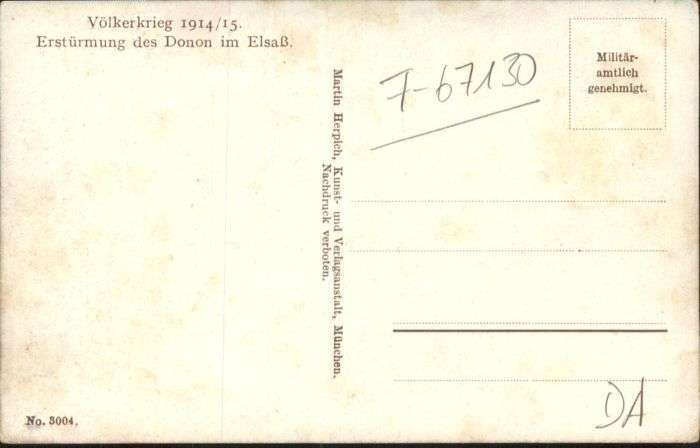 Völkerkrieg 1914/15.
Erstürmung des Donon im Elsaß.
Martin Herpich, Kunst- und Verlagsanstalt, München.
Nachdruck verboten.
7-67130
Militär-
amtlich
genehmigt.
No. 3004.
DA